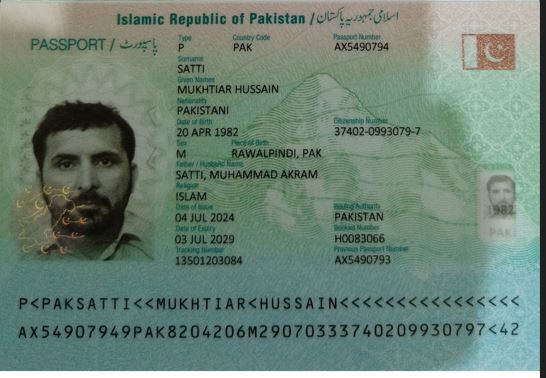 Islamic Republic of Pakistan / اسلامی جمہوریہ پاکستان
PASSPORT / پاسپورٹ
Type Country Code Passport Number
P PAK AX5490794
Surname
SATTI
Given Names
MUKHTIAR HUSSAIN
Nationality
PAKISTANI
Date of Birth Citizenship Number
20 APR 1982 37402-0993079-7
Sex Place of Birth
M RAWALPINDI, PAK
Father / Husband Name
SATTI, MUHAMMAD AKRAM
Religion
ISLAM
Date of Issue Issuing Authority
04 JUL 2024 PAKISTAN
Date of Expiry Booklet Number
03 JUL 2029 H0083066
Tracking Number Previous Passport Number
13501203084 AX5490793
1982
PAK
P<PAKSATTI<<MUKHTIAR<HUSSAIN<<<<<<<<<<<<<<<<
AX54907949PAK8204206M29070333740209930797<42